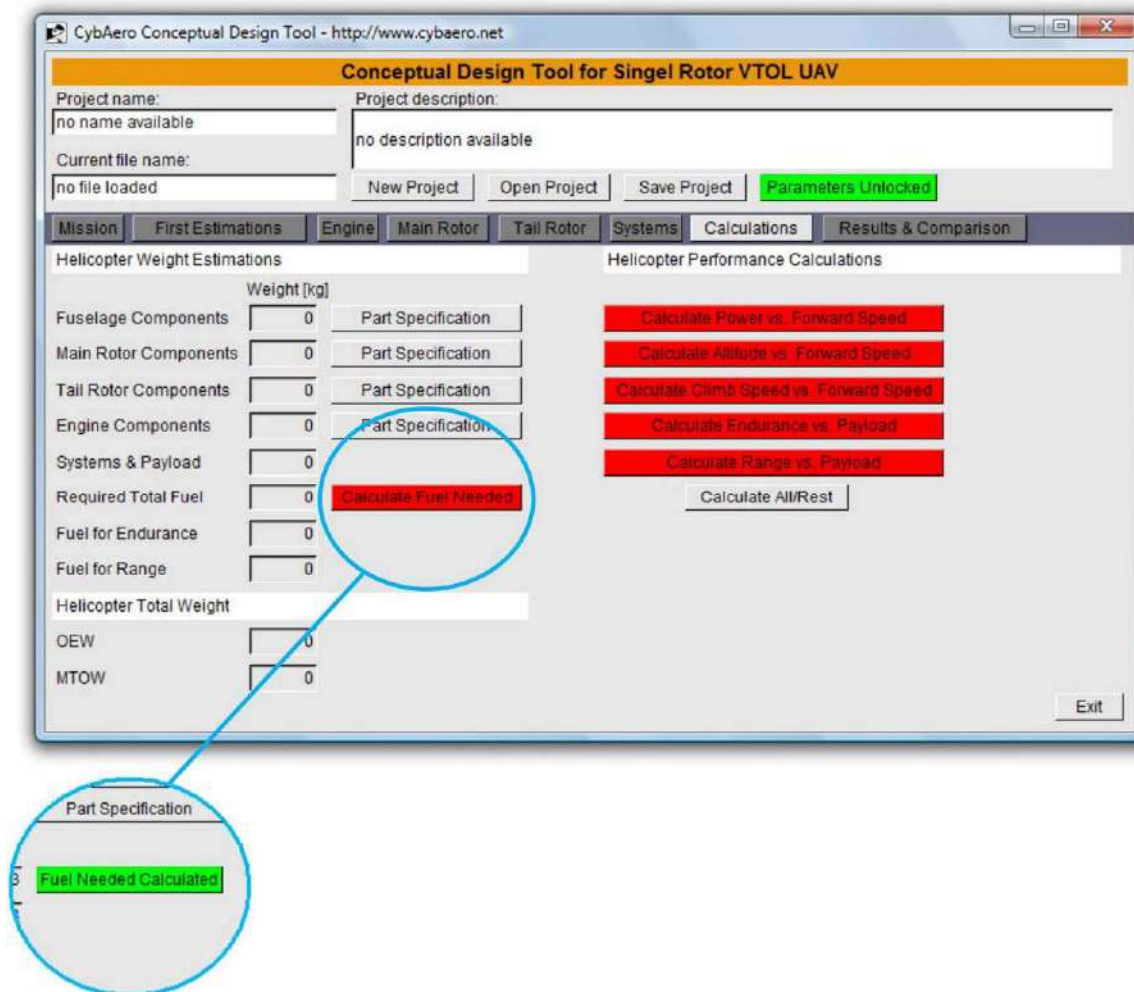 CybAero Conceptual Design Tool - http://www.cybaero.net
Conceptual Design Tool for Singel Rotor VTOL UAV
Project name:
Project description:
no name available
no description available
Current file name:
no file loaded
New Project
Open Project
Save Project
Parameters Unlocked
Mission
First Estimations
Engine
Main Rotor
Tail Rotor
Systems
Calculations
Results & Comparison
Helicopter Weight Estimations
Weight [kg]
Fuselage Components 0 Part Specification
Main Rotor Components 0 Part Specification
Tail Rotor Components 0 Part Specification
Engine Components 0 Part Specification
Systems & Payload 0
Required Total Fuel 0 Calculate Fuel Needed
Fuel for Endurance 0
Fuel for Range 0
Helicopter Total Weight
OEW 0
MTOW 0
Helicopter Performance Calculations
Calculate Power vs. Forward Speed
Calculate Altitude vs. Forward Speed
Calculate Climb Speed vs. Forward Speed
Calculate Endurance vs. Payload
Calculate Range vs. Payload
Calculate All/Rest
Exit
Part Specification
3 Fuel Needed Calculated